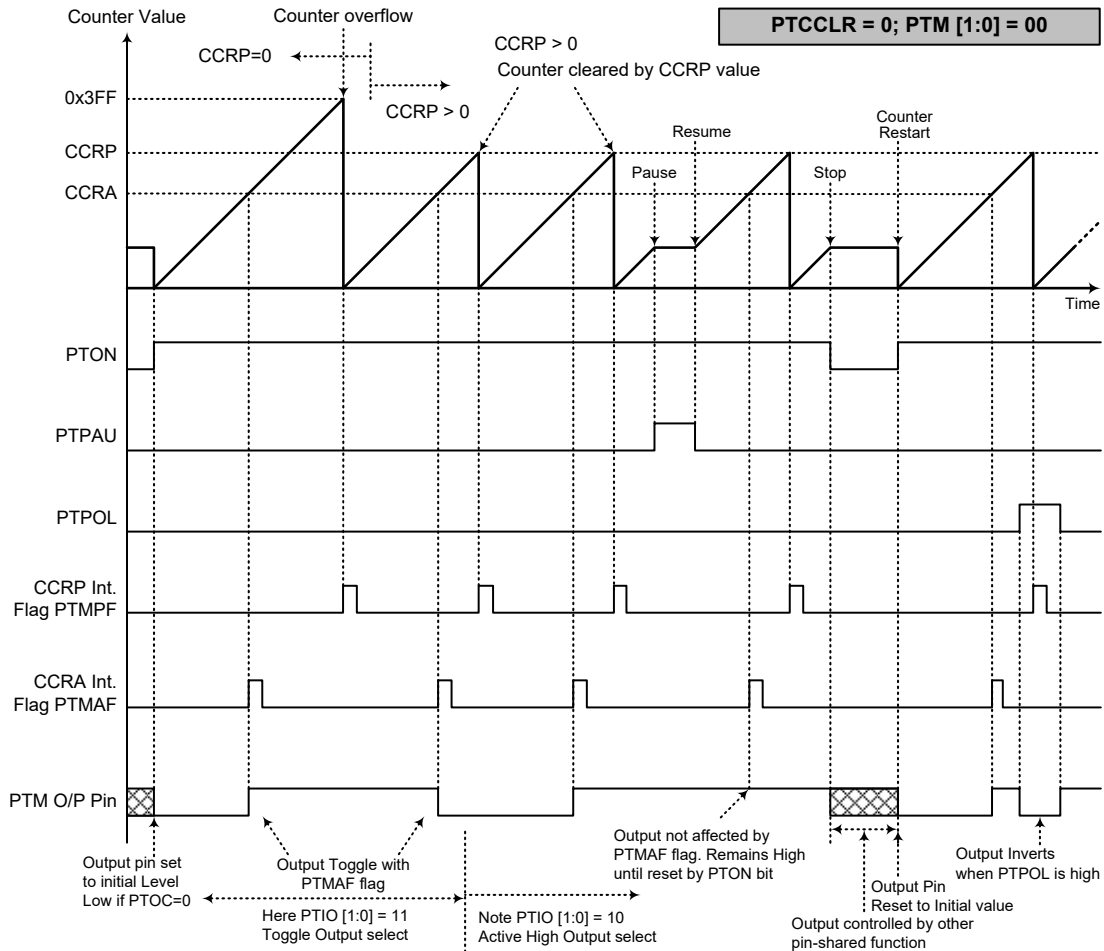 Counter Value
Counter overflow
PTCCLR = 0; PTM [1:0] = 00
CCRP=0
CCRP > 0
CCRP > 0
Counter cleared by CCRP value
0x3FF
CCRP
CCRA
Pause
Resume
Stop
Counter
Restart
Time
PTON
PTPAU
PTPOL
CCRP Int.
Flag PTMPF
CCRA Int.
Flag PTMAF
PTM O/P Pin
Output pin set
to initial Level
Low if PTOC=0
Output Toggle with
PTMAF flag
Here PTIO [1:0] = 11
Toggle Output select
Note PTIO [1:0] = 10
Active High Output select
Output not affected by
PTMAF flag. Remains High
until reset by PTON bit
Output Pin
Reset to Initial value
Output controlled by other
pin-shared function
Output Inverts
when PTPOL is high